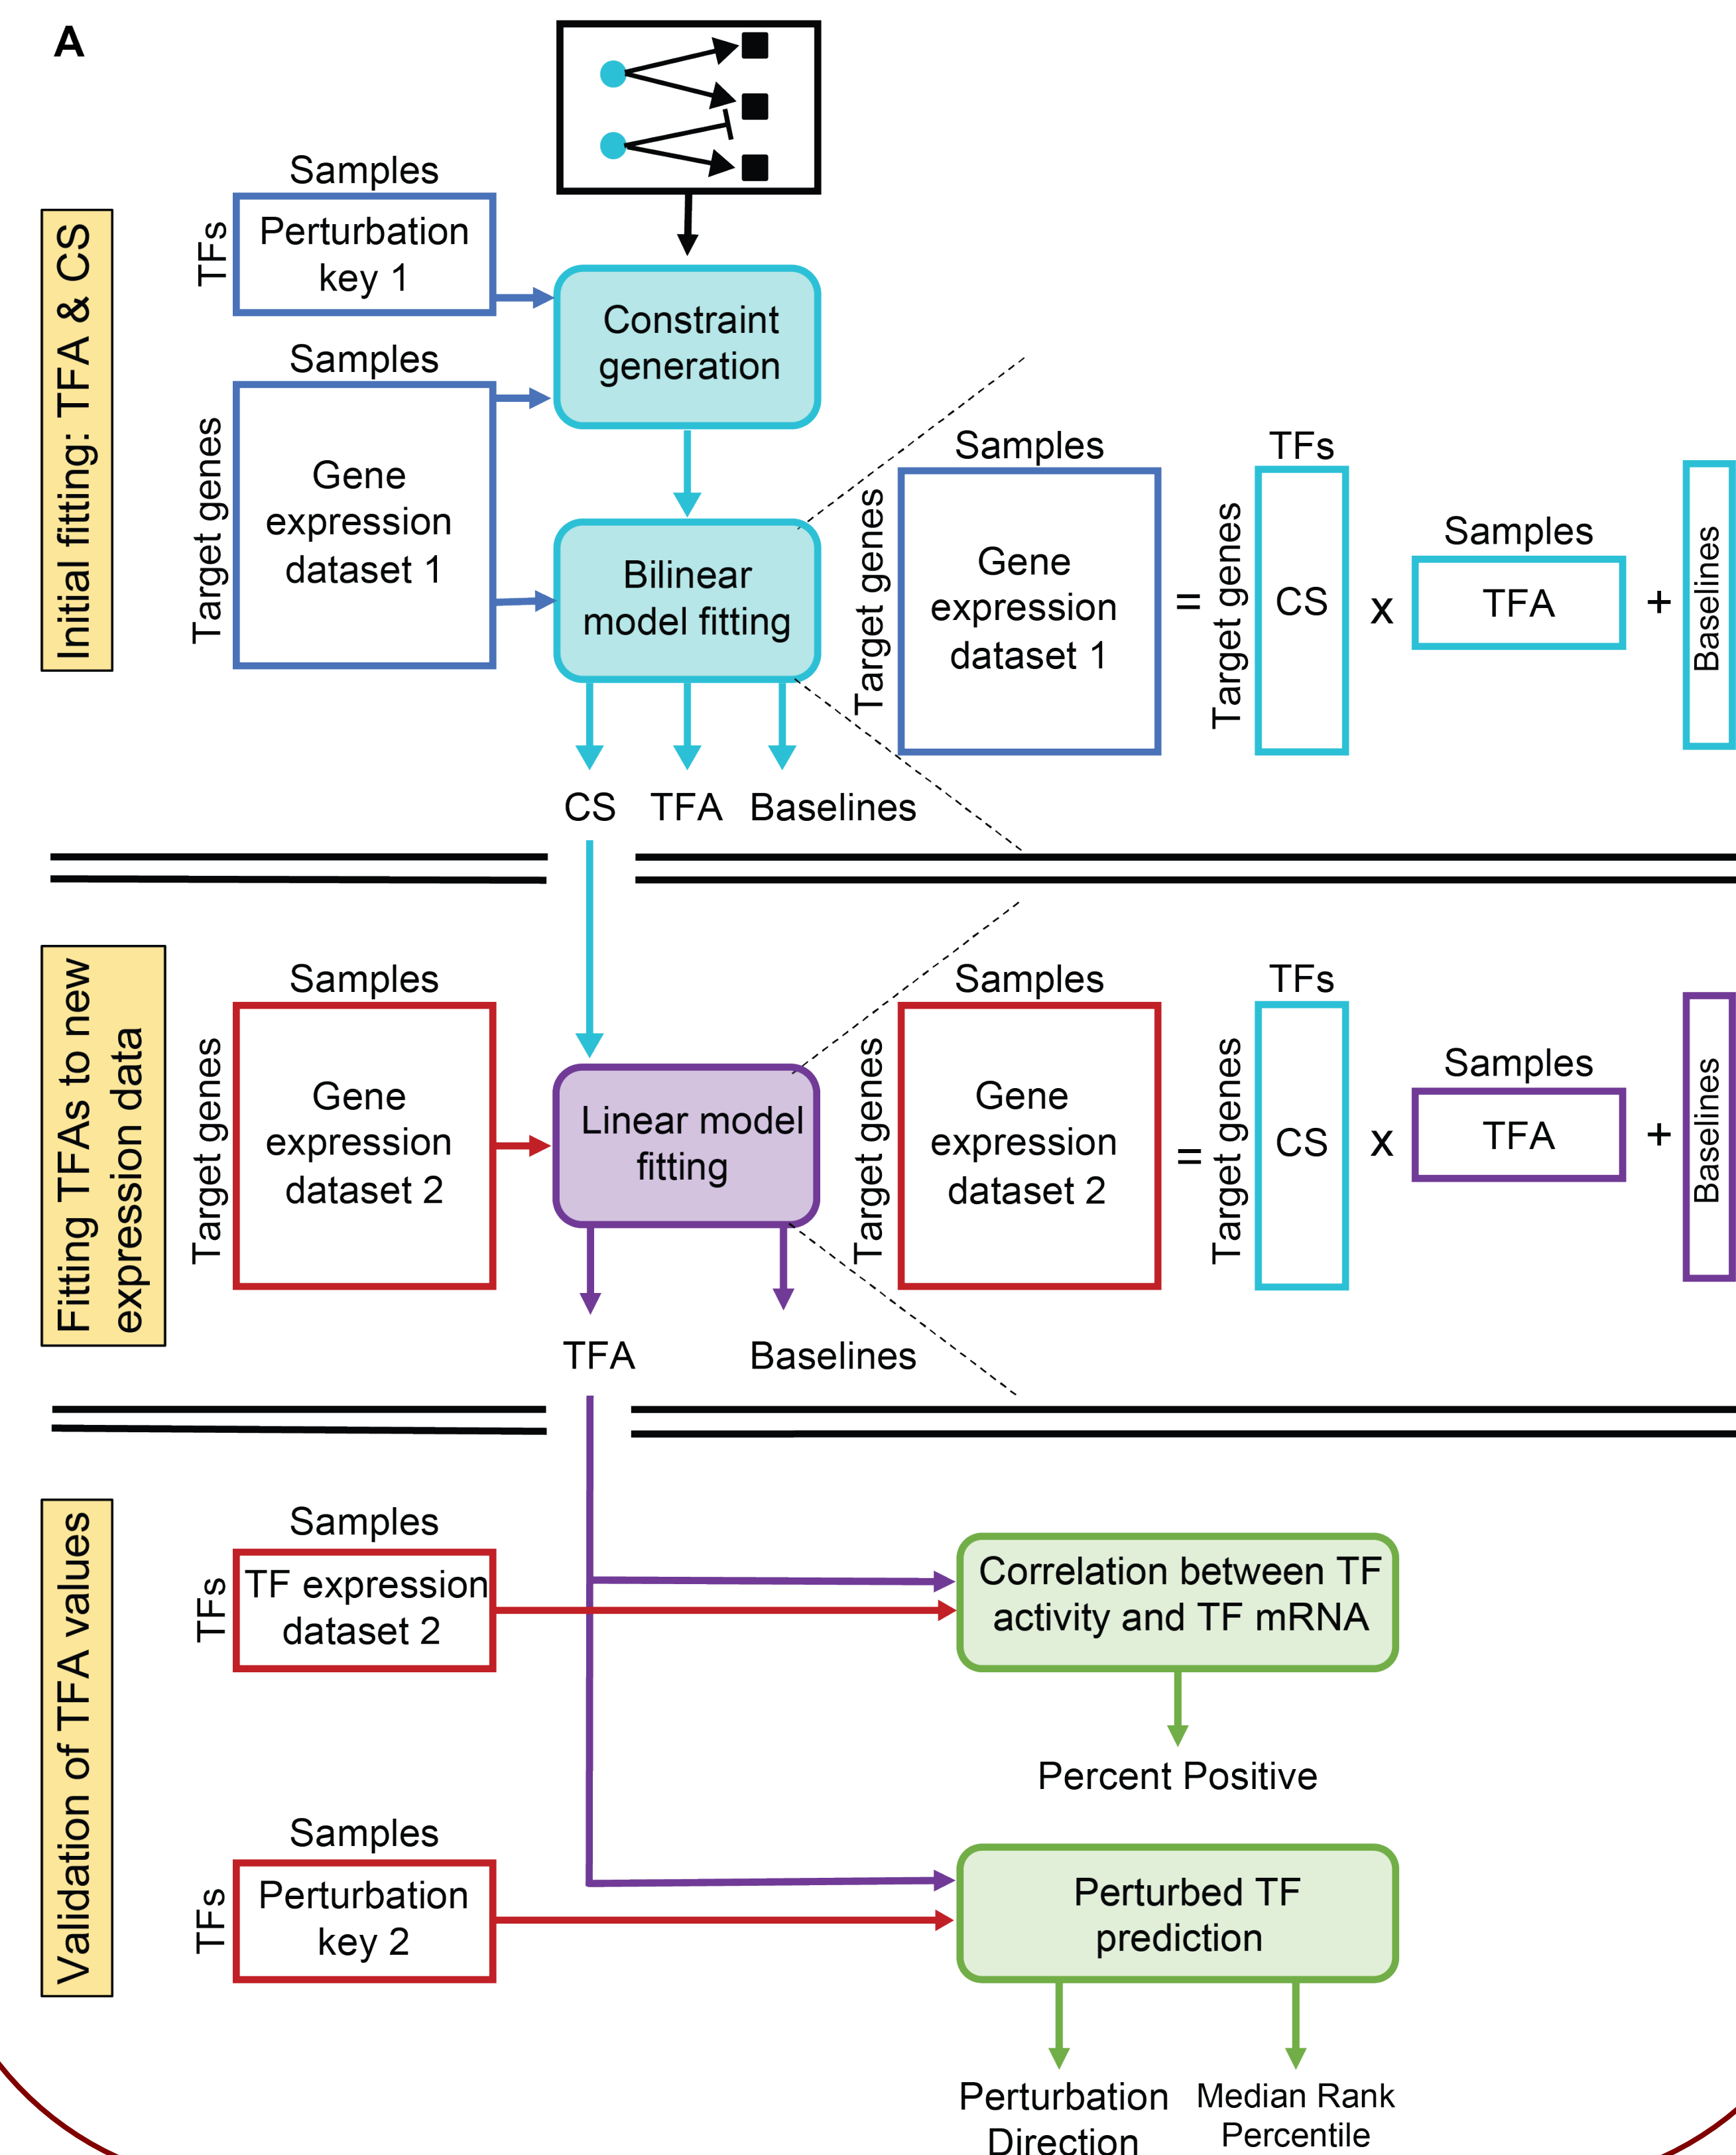 A
Initial fitting: TFA & CS
Samples
TFs
Perturbation
key 1
Constraint
generation
Samples
Target genes
Gene
expression
dataset 1
Bilinear
model fitting
Samples
Target genes
Gene
expression
dataset 1
=
TFs
Target genes
CS
x
Samples
TFA
+
Baselines
CS
TFA
Baselines
Fitting TFAs to new
expression data
Samples
Target genes
Gene
expression
dataset 2
Linear model
fitting
Samples
Target genes
Gene
expression
dataset 2
=
TFs
Target genes
CS
x
Samples
TFA
+
Baselines
TFA
Baselines
Validation of TFA values
Samples
TFs
TF expression
dataset 2
Correlation between TF
activity and TF mRNA
Percent Positive
Samples
TFs
Perturbation
key 2
Perturbed TF
prediction
Perturbation
Direction
Median Rank
Percentile